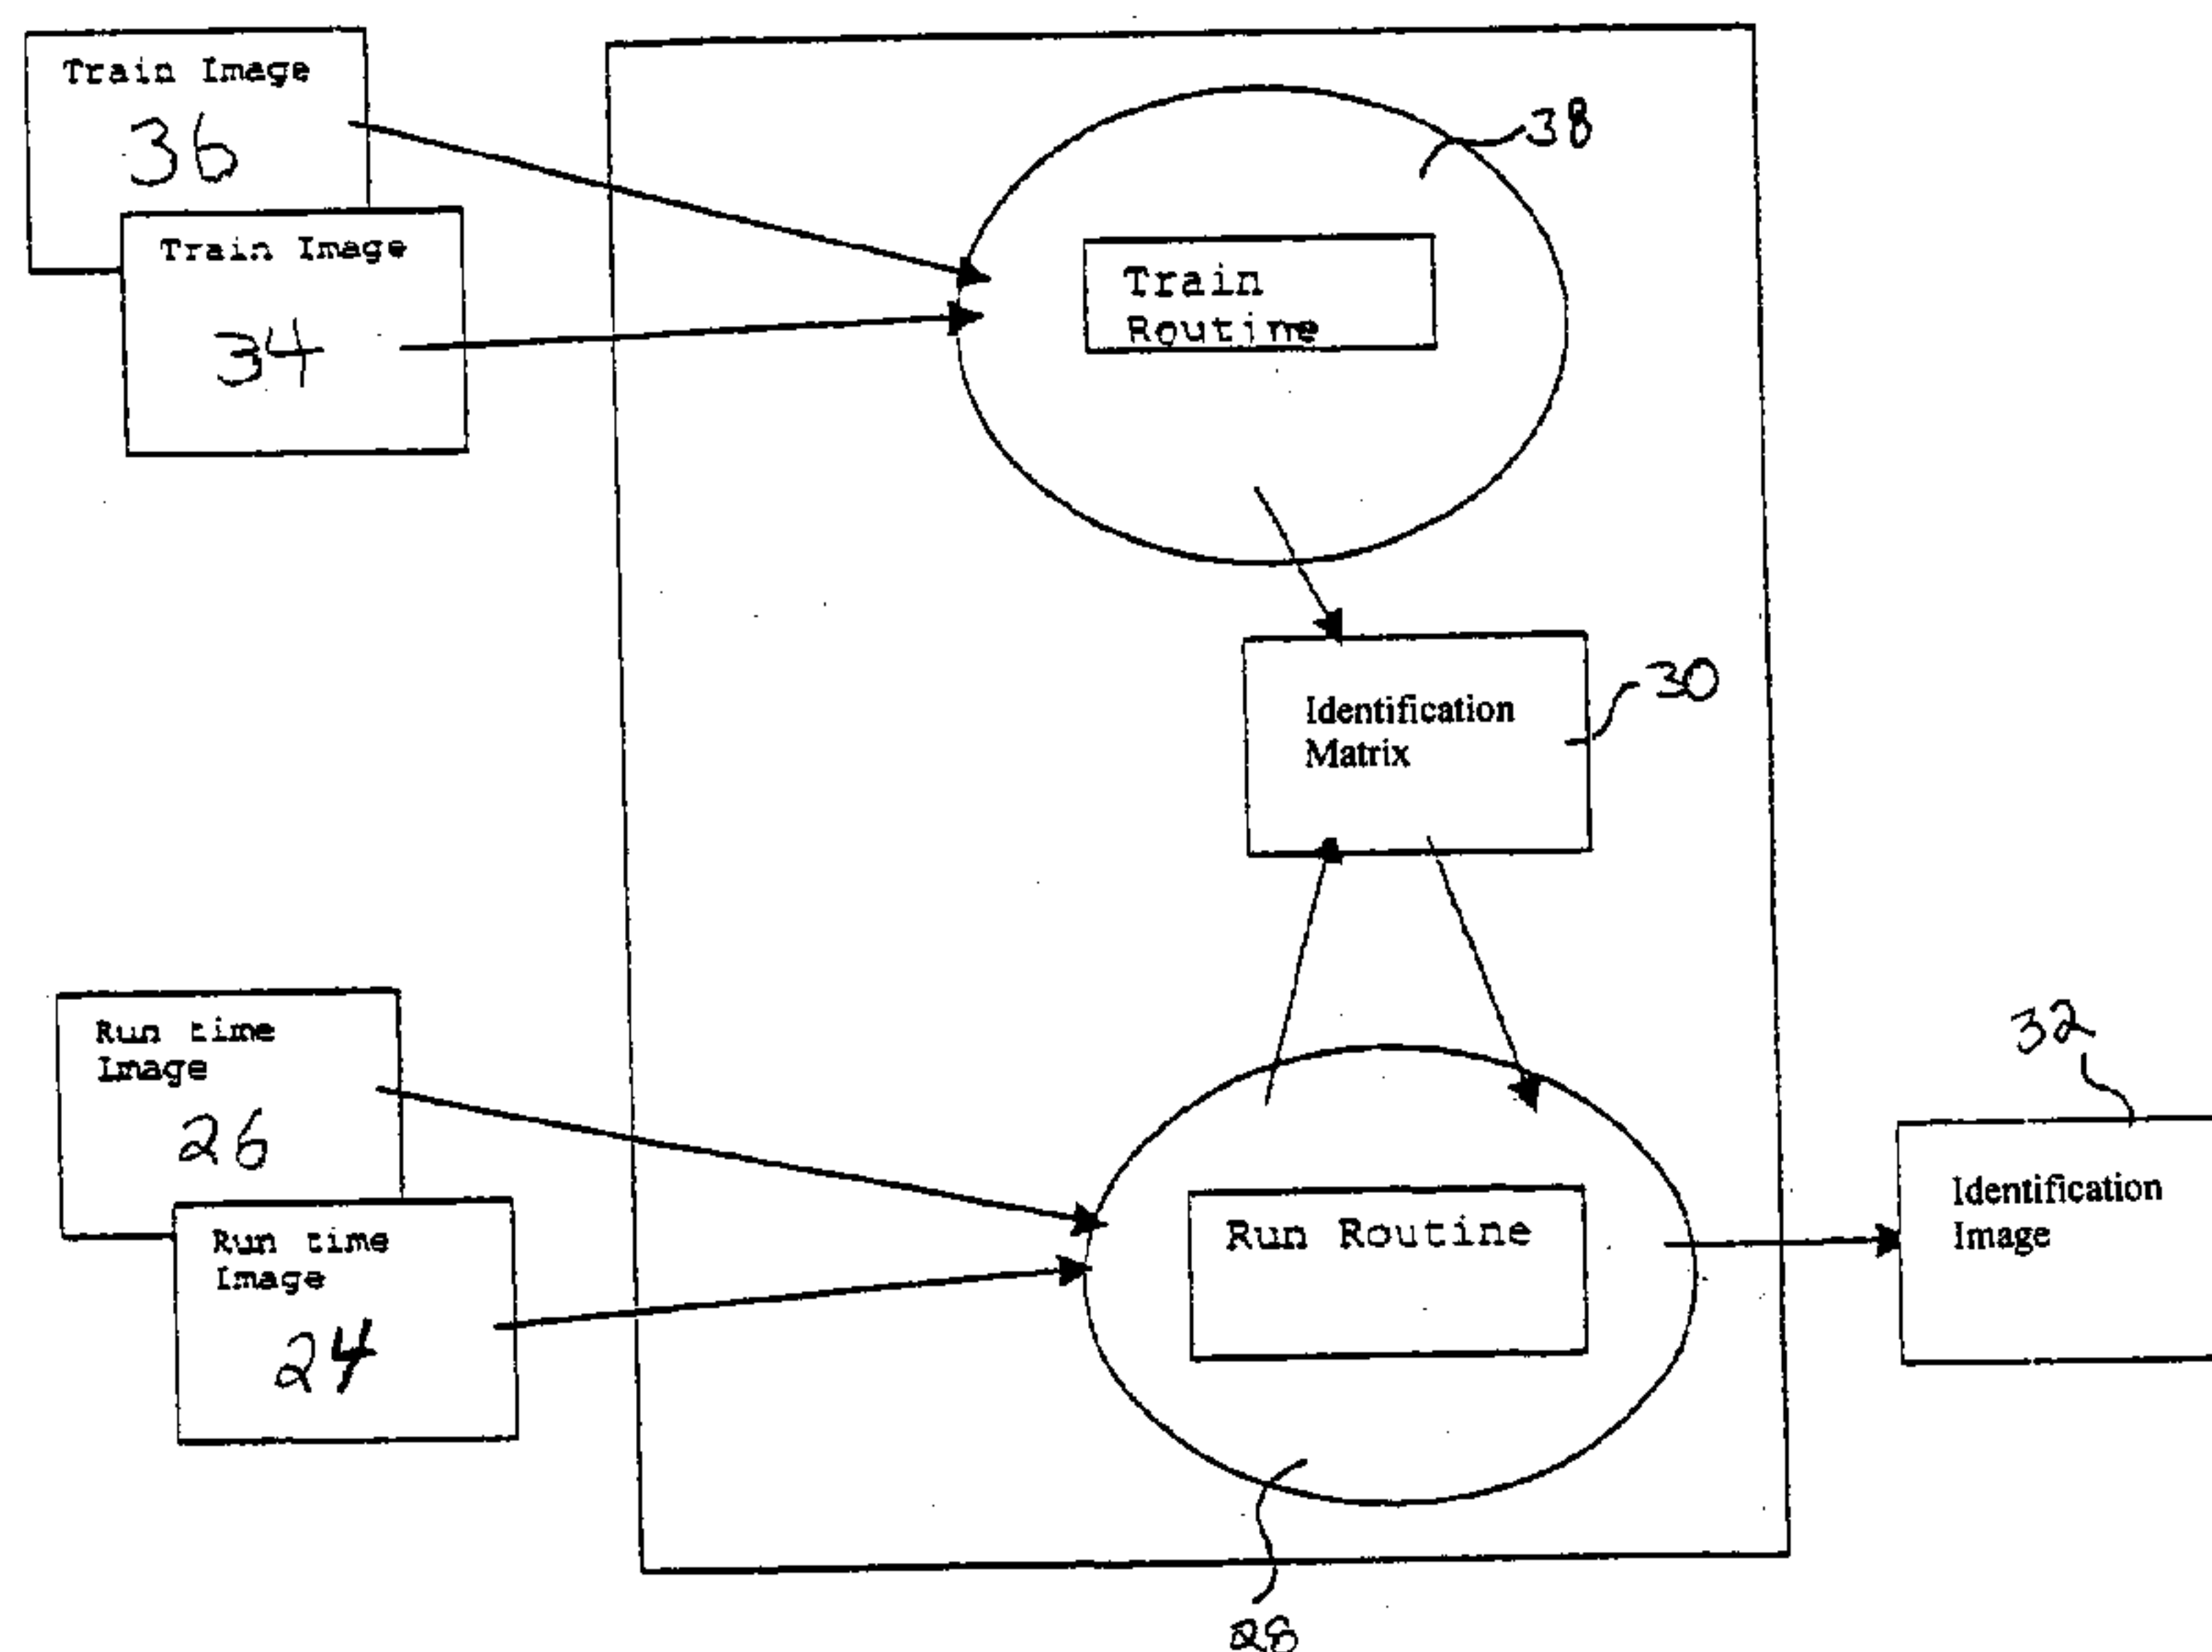 Train Image
36
Train Image
34
38
Train
Routine
Identification
Matrix
30
Run time
Image
26
Run time
Image
24
Run Routine
32
Identification
Image
28